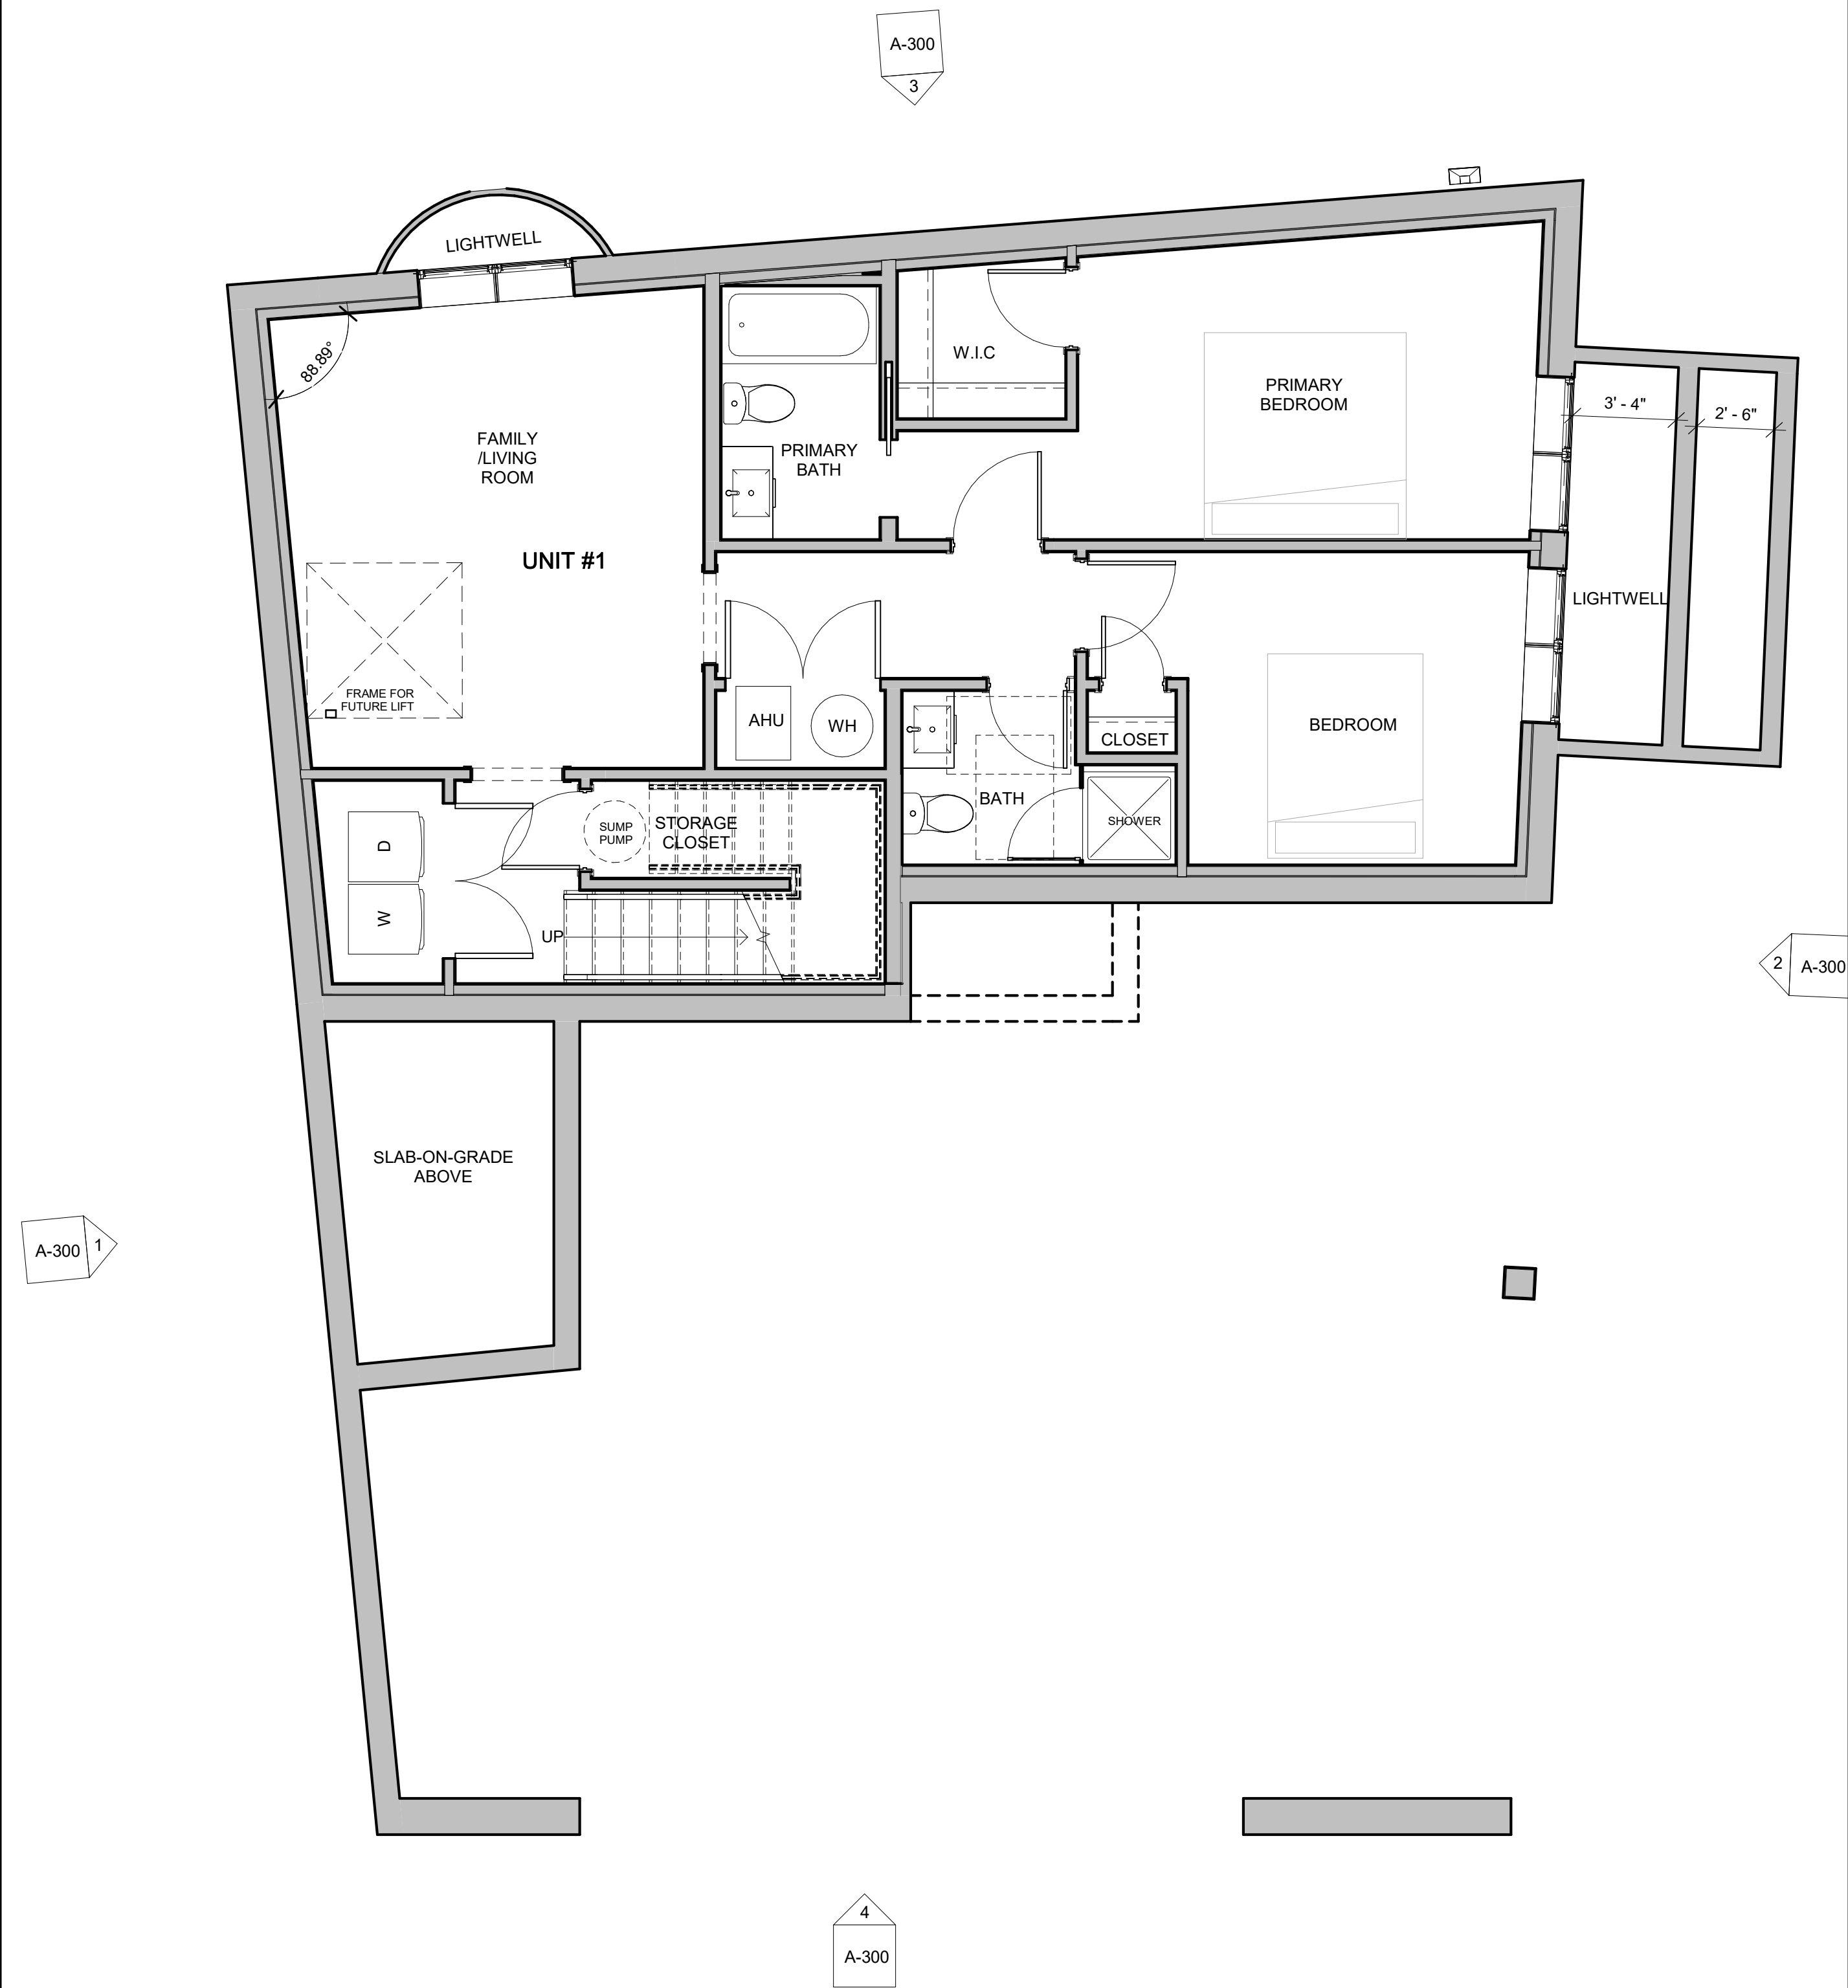 A-300
3
LIGHTWELL
88.89°
W.I.C
PRIMARY
BEDROOM
3' - 4"
2' - 6"
FAMILY
/LIVING
ROOM
PRIMARY
BATH
UNIT #1
LIGHTWELL
FRAME FOR
FUTURE LIFT
AHU
WH
BEDROOM
CLOSET
BATH
SHOWER
SUMP
PUMP
STORAGE
CLOSET
D
W
UP
2
A-300
SLAB-ON-GRADE
ABOVE
A-300
1
4
A-300